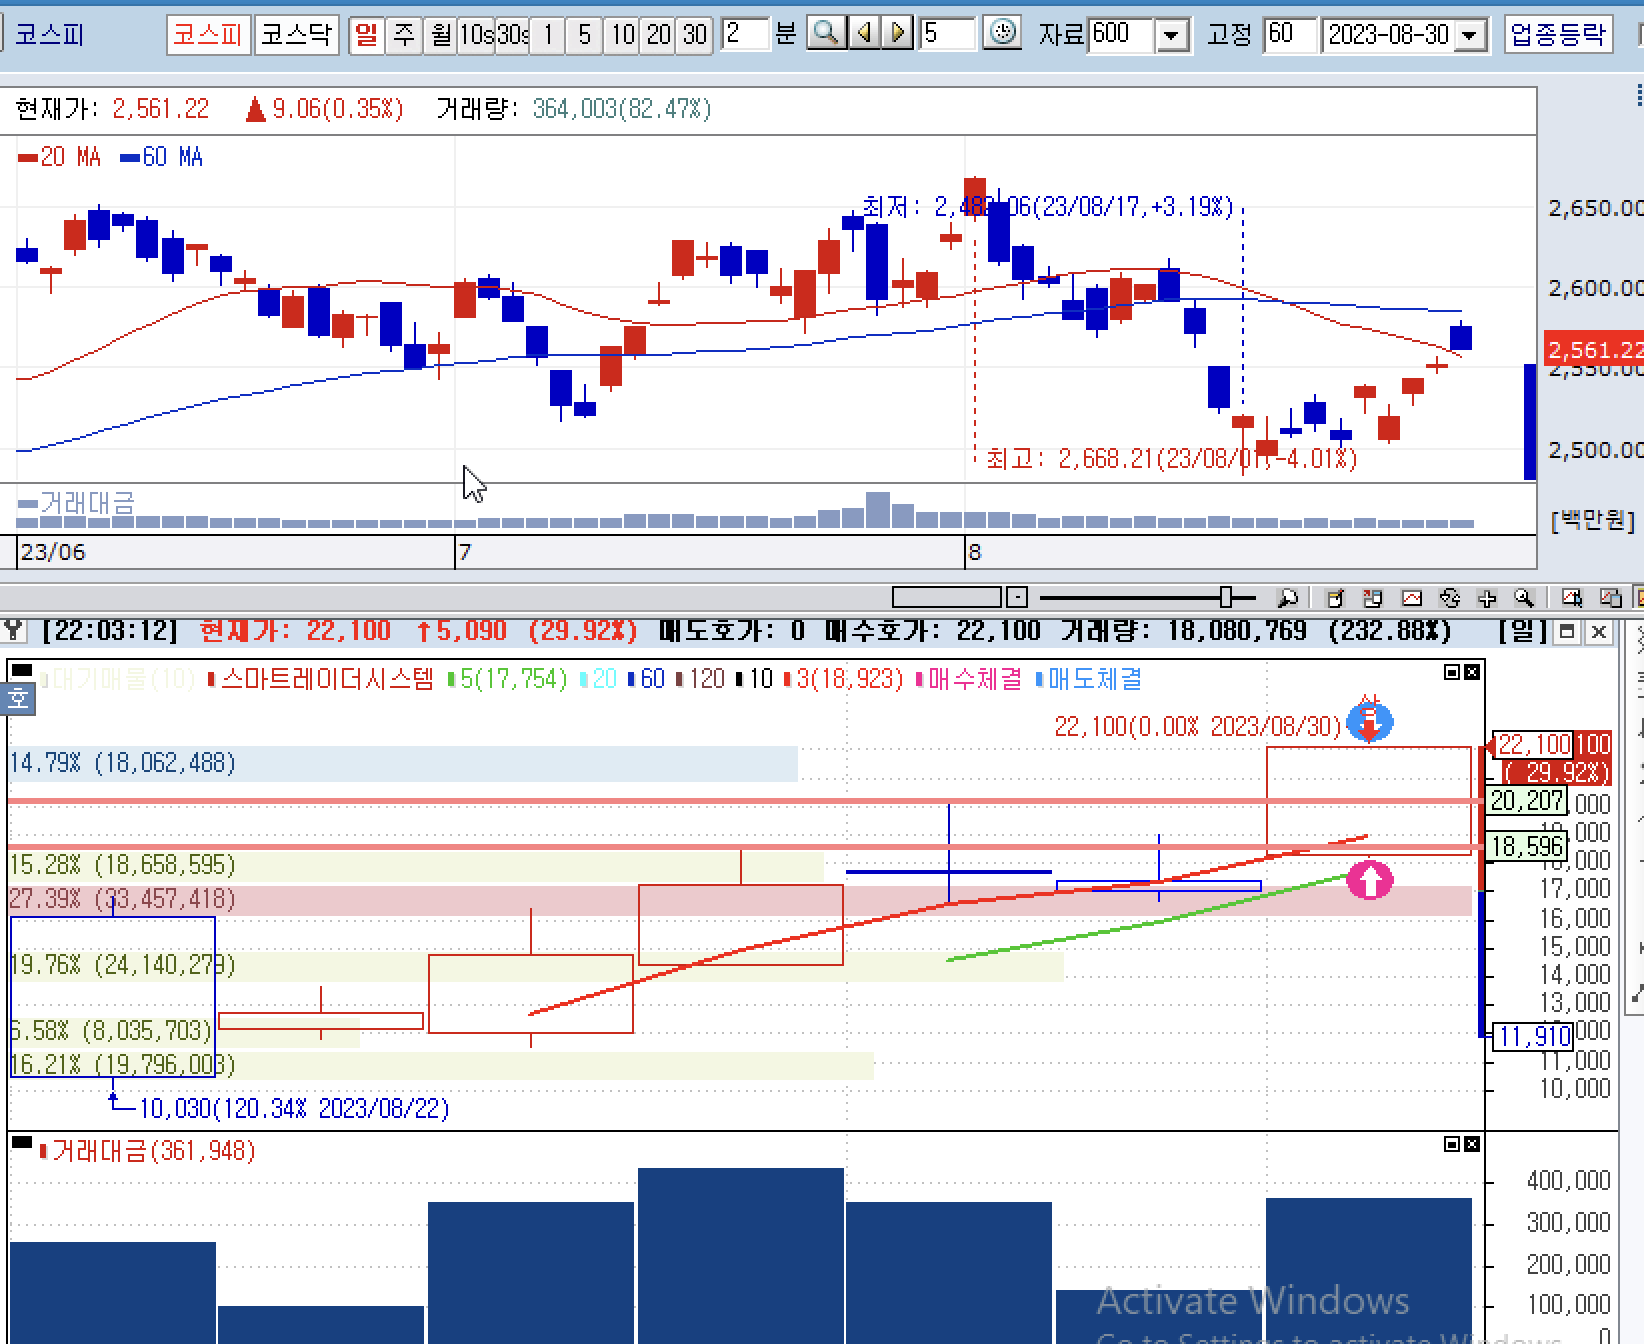 코스피 코스피 코스닥 일 주 월 10s 30s 1 5 10 20 30 2 분 5 자료 600 고정 60 2023-08-30 업종등락
현재가: 2,561.22 ▲ 9.06(0.35%) 거래량: 364,003(82.47%)
20 MA 60 MA
최저: 2,482.06(23/08/17,+3.19%)
2,650.00
2,600.00
2,561.22
2,550.00
최고: 2,668.21(23/08/01,-4.01%)
2,500.00
거래대금
[백만원]
23/06 7 8
[22:03:12] 현재가: 22,100 ↑5,090 (29.92%) 매도호가: 0 매수호가: 22,100 거래량: 18,080,769 (232.88%) [일]
대기매물(10) 스마트레이더시스템 5(17,754) 20 60 120 10 3(18,923) 매수체결 매도체결
호
상
22,100(0.00% 2023/08/30)
22,100 100
( 29.92%)
14.79% (18,062,488)
20,207 ,000
,000
18,596
15.28% (18,658,595)
18,000
27.39% (33,457,418)
17,000
16,000
15,000
19.76% (24,140,279)
14,000
13,000
6.58% (8,035,703)
11,910 000
16.21% (19,796,003)
11,000
10,000
10,030(120.34% 2023/08/22)
거래대금(361,948)
400,000
300,000
200,000
Activate Windows
100,000
Go to Settings to activate Windows.
0